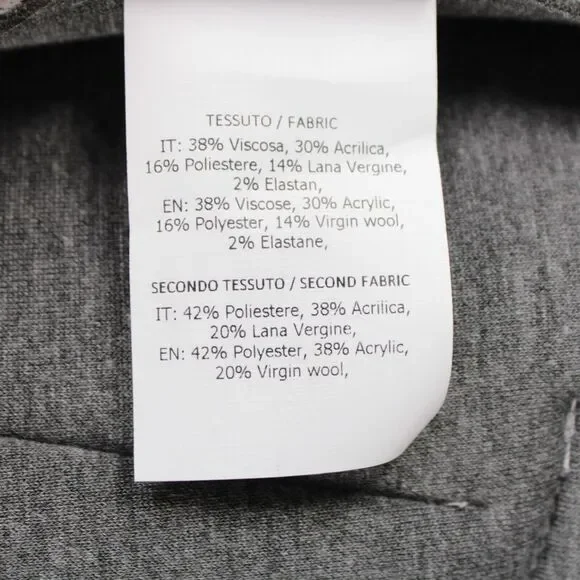 TESSUTO / FABRIC
IT: 38% Viscosa, 30% Acrilica,
16% Poliestere, 14% Lana Vergine,
2% Elastan,
EN: 38% Viscose, 30% Acrylic,
16% Polyester, 14% Virgin wool,
2% Elastane,
SECONDO TESSUTO / SECOND FABRIC
IT: 42% Poliestere, 38% Acrilica,
20% Lana Vergine,
EN: 42% Polyester, 38% Acrylic,
20% Virgin wool,